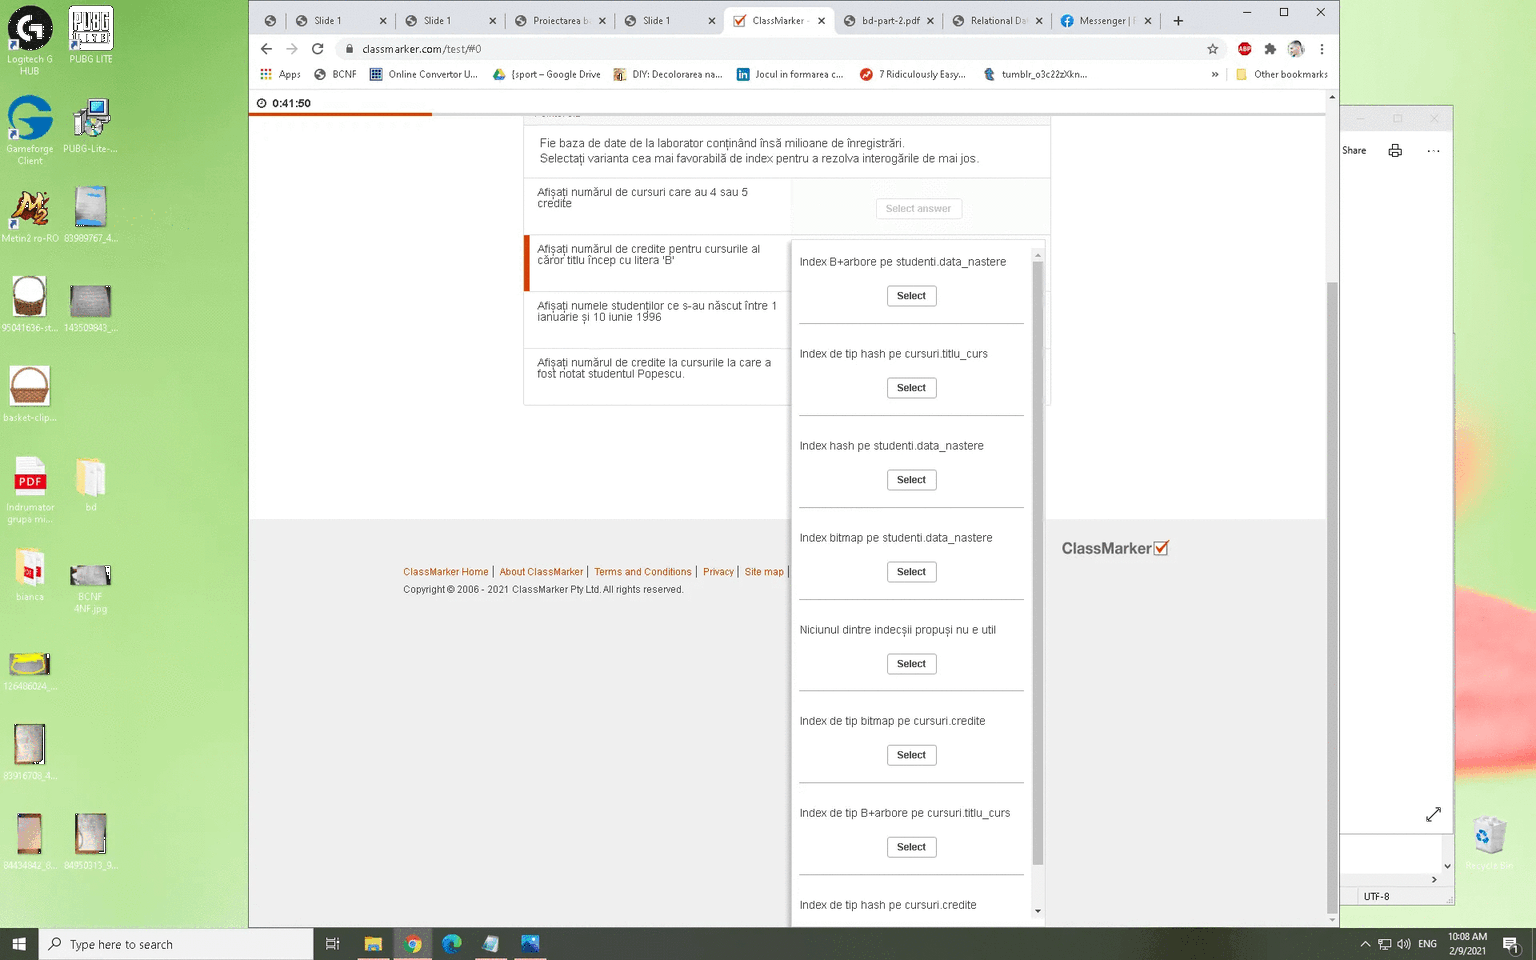 Slide 1
Slide 1
Proiectarea b
Slide 1
ClassMarker -
bd-part-2.pdf
Relational Da
Messenger | F
classmarker.com/test/#0
Apps
BCNF
Online Convertor U...
{sport – Google Drive
DIY: Decolorarea na...
Jocul in formarea c...
7 Ridiculously Easy...
tumblr_o3c22zXkn...
»
Other bookmarks
0:41:50
Fie baza de date de la laborator conținând însă milioane de înregistrări.
Selectați varianta cea mai favorabilă de index pentru a rezolva interogările de mai jos.
Afișați numărul de cursuri care au 4 sau 5
credite
Select answer
Afișați numărul de credite pentru cursurile al
căror titlu încep cu litera 'B'
Afișați numele studenților ce s-au născut între 1
ianuarie și 10 iunie 1996
Afișați numărul de credite la cursurile la care a
fost notat studentul Popescu.
Index B+arbore pe studenti.data_nastere
Select
Index de tip hash pe cursuri.titlu_curs
Select
Index hash pe studenti.data_nastere
Select
Index bitmap pe studenti.data_nastere
Select
Niciunul dintre indecșii propuși nu e util
Select
Index de tip bitmap pe cursuri.credite
Select
Index de tip B+arbore pe cursuri.titlu_curs
Select
Index de tip hash pe cursuri.credite
ClassMarker Home | About ClassMarker | Terms and Conditions | Privacy | Site map |
Copyright © 2006 - 2021 ClassMarker Pty Ltd. All rights reserved.
ClassMarker
Share
UTF-8
Logitech G
HUB
PUBG LITE
Gameforge
Client
PUBG-Lite-...
Metin2 ro-RO
83989767_4...
95041636-st...
143509843_...
basket-clip...
PDF
Indrumator
grupa mi...
bd
bianca
BCNF
4NF.jpg
126486024_...
83916708_4...
84434942_8...
84950313_9...
Recycle Bin
Type here to search
ENG
10:08 AM
2/9/2021